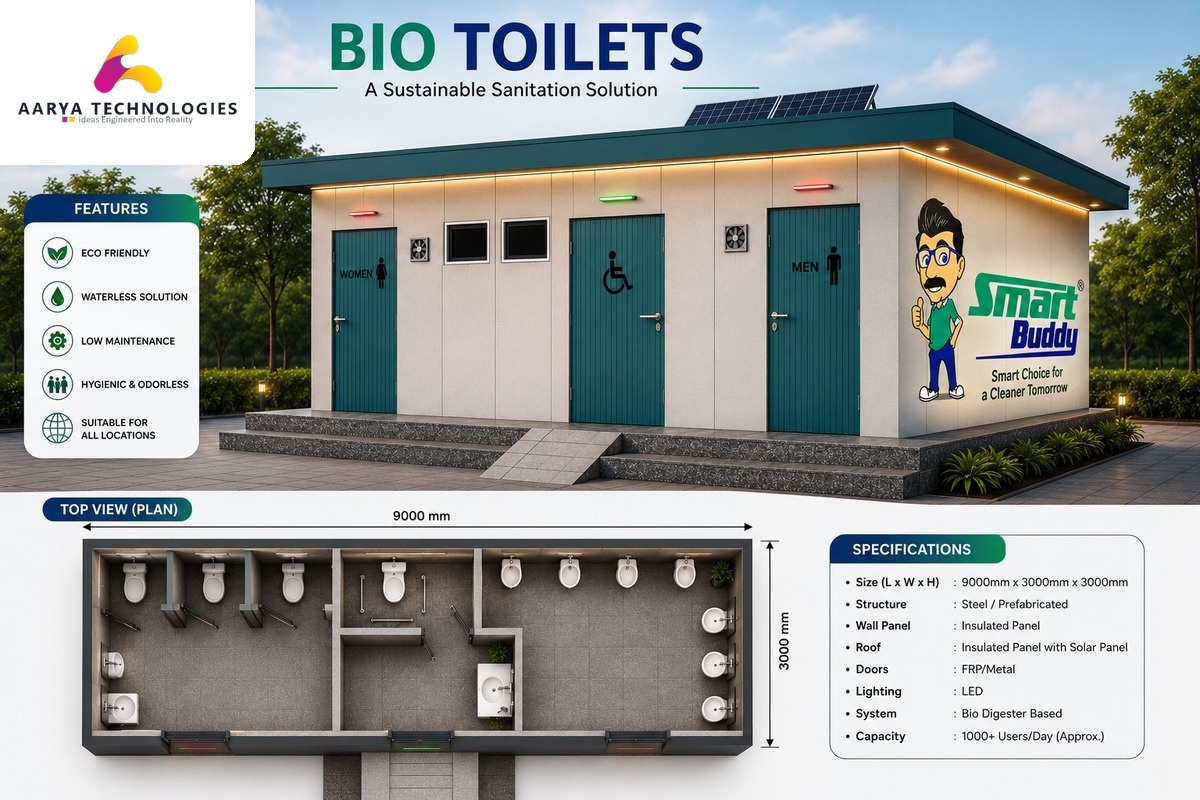 AARYA TECHNOLOGIES
ideas Engineered Into Reality
BIO TOILETS
A Sustainable Sanitation Solution
FEATURES
ECO FRIENDLY
WATERLESS SOLUTION
LOW MAINTENANCE
HYGIENIC & ODORLESS
SUITABLE FOR
ALL LOCATIONS
WOMEN
MEN
Smart®
Buddy
Smart Choice for
a Cleaner Tomorrow
TOP VIEW (PLAN)
9000 mm
3000 mm
SPECIFICATIONS
• Size (L x W x H) : 9000mm x 3000mm x 3000mm
• Structure : Steel / Prefabricated
• Wall Panel : Insulated Panel
• Roof : Insulated Panel with Solar Panel
• Doors : FRP/Metal
• Lighting : LED
• System : Bio Digester Based
• Capacity : 1000+ Users/Day (Approx.)